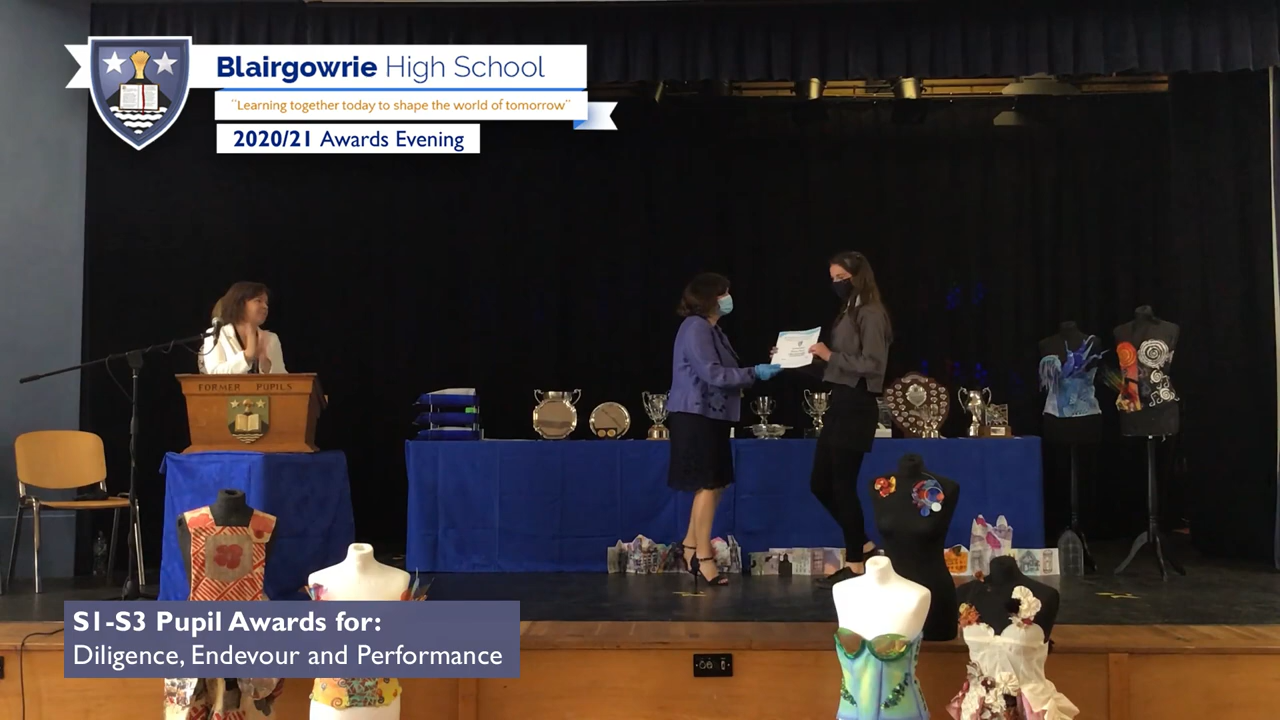 Blairgowrie High School
"Learning together today to shape the world of tomorrow"
2020/21 Awards Evening
FORMER PUPILS
S1-S3 Pupil Awards for:
Diligence, Endevour and Performance